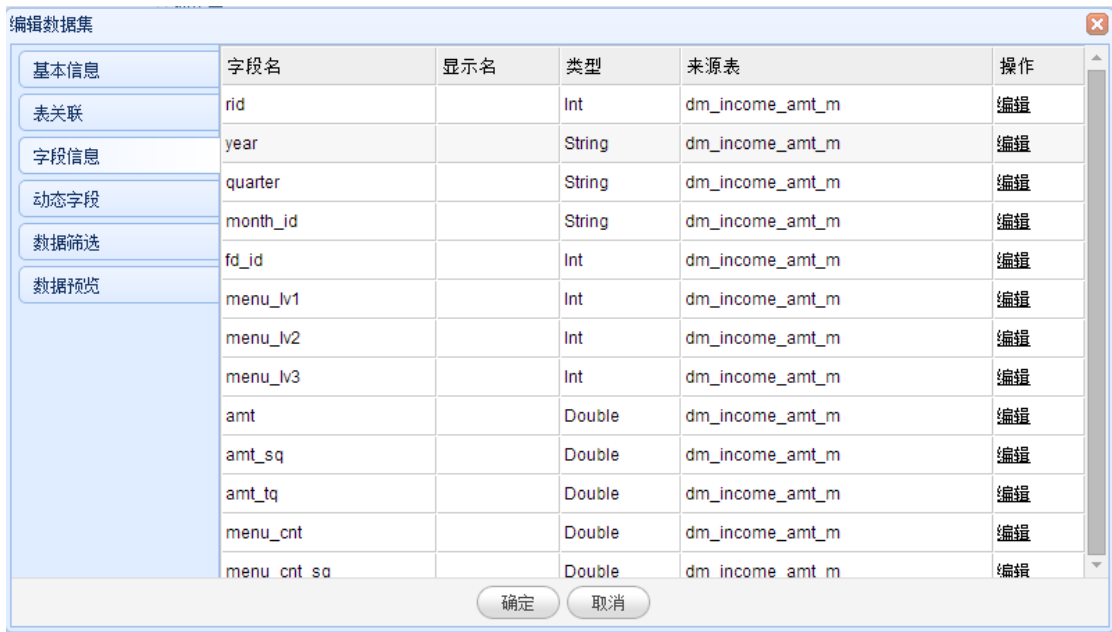 编辑数据集
基本信息
表关联
字段信息
动态字段
数据筛选
数据预览
字段名 显示名 类型 来源表 操作
rid Int dm_income_amt_m 编辑
year String dm_income_amt_m 编辑
quarter String dm_income_amt_m 编辑
month_id String dm_income_amt_m 编辑
fd_id Int dm_income_amt_m 编辑
menu_lv1 Int dm_income_amt_m 编辑
menu_lv2 Int dm_income_amt_m 编辑
menu_lv3 Int dm_income_amt_m 编辑
amt Double dm_income_amt_m 编辑
amt_sq Double dm_income_amt_m 编辑
amt_tq Double dm_income_amt_m 编辑
menu_cnt Double dm_income_amt_m 编辑
menu_cnt_sq Double dm_income_amt_m 编辑
确定 取消